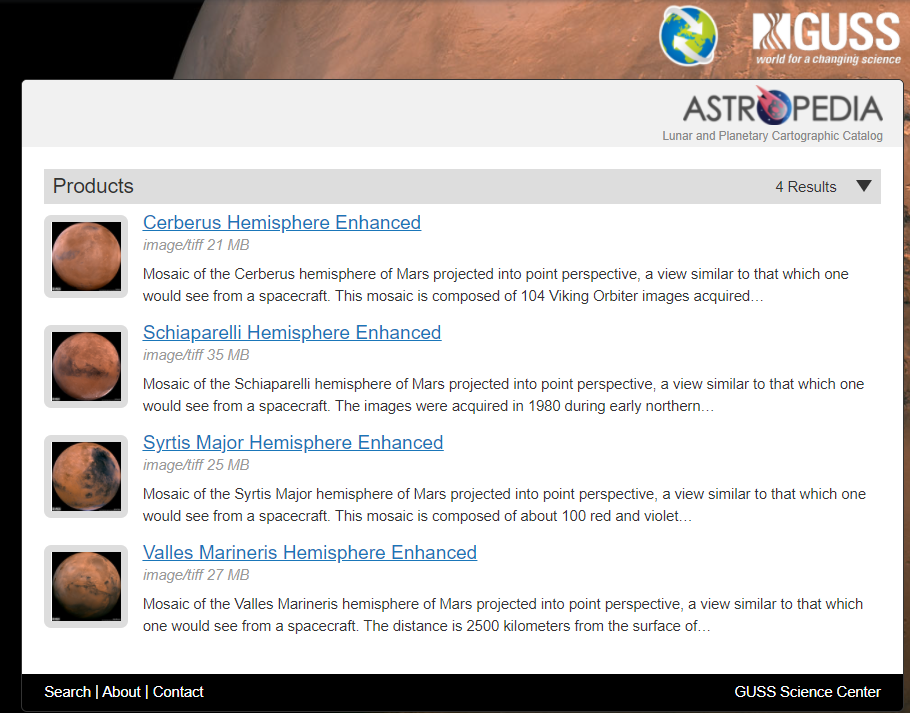 GUSS
world for a changing science
ASTROPEDIA
Lunar and Planetary Cartographic Catalog
Products
4 Results
Cerberus Hemisphere Enhanced
image/tiff 21 MB
Mosaic of the Cerberus hemisphere of Mars projected into point perspective, a view similar to that which one
would see from a spacecraft. This mosaic is composed of 104 Viking Orbiter images acquired…
Schiaparelli Hemisphere Enhanced
image/tiff 35 MB
Mosaic of the Schiaparelli hemisphere of Mars projected into point perspective, a view similar to that which one
would see from a spacecraft. The images were acquired in 1980 during early northern…
Syrtis Major Hemisphere Enhanced
image/tiff 25 MB
Mosaic of the Syrtis Major hemisphere of Mars projected into point perspective, a view similar to that which one
would see from a spacecraft. This mosaic is composed of about 100 red and violet…
Valles Marineris Hemisphere Enhanced
image/tiff 27 MB
Mosaic of the Valles Marineris hemisphere of Mars projected into point perspective, a view similar to that which
one would see from a spacecraft. The distance is 2500 kilometers from the surface of…
Search | About | Contact
GUSS Science Center